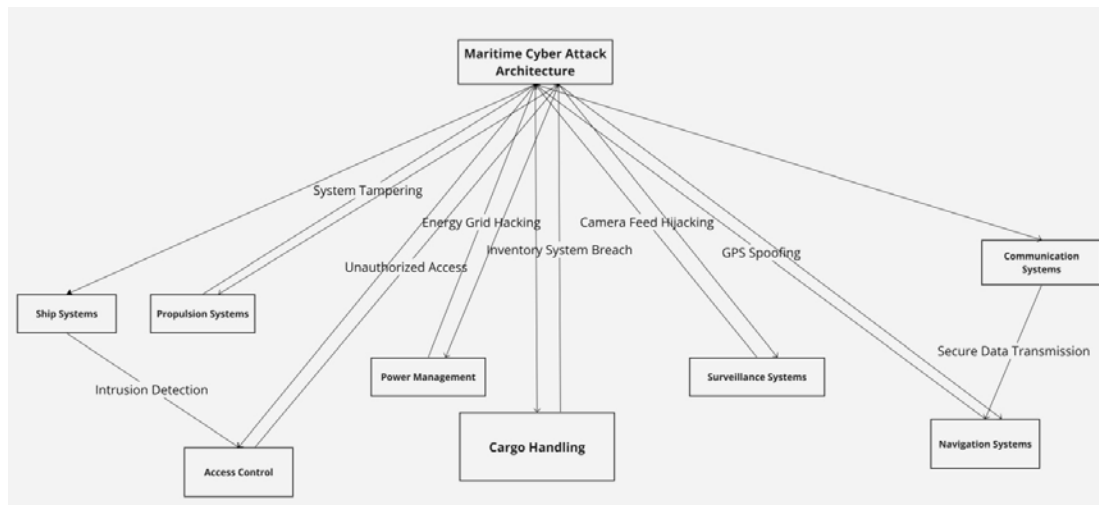 Maritime Cyber Attack
Architecture
System Tampering
Energy Grid Hacking
Camera Feed Hijacking
Inventory System Breach
GPS Spoofing
Unauthorized Access
Communication
Systems
Ship Systems
Propulsion Systems
Secure Data Transmission
Power Management
Surveillance Systems
Intrusion Detection
Cargo Handling
Navigation Systems
Access Control